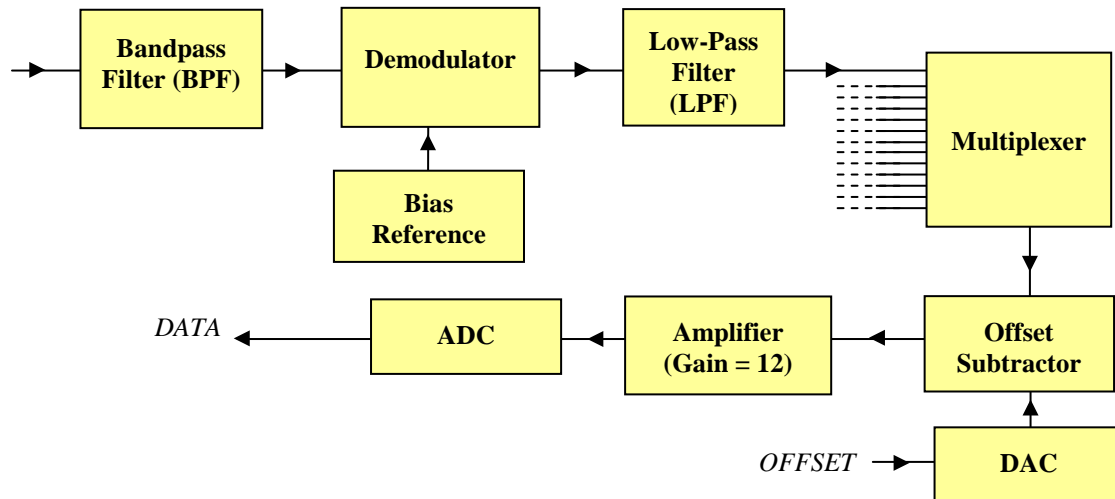 Bandpass
Filter (BPF)
Demodulator
Low-Pass
Filter
(LPF)
Multiplexer
Bias
Reference
DATA
ADC
Amplifier
(Gain = 12)
Offset
Subtractor
OFFSET
DAC